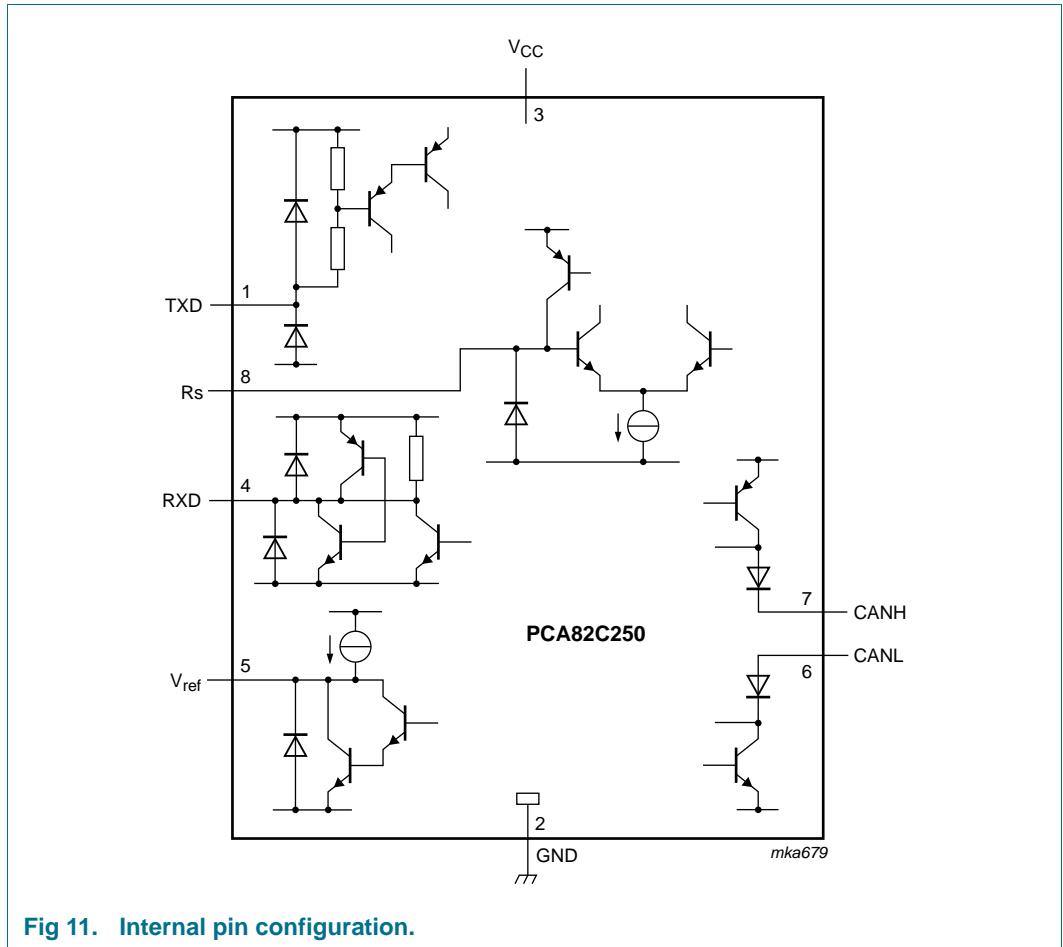 VCC
3
1
TXD
8
Rs
4
RXD
7
CANH
PCA82C250
CANL
6
5
Vref
2
GND
mka679
Fig 11. Internal pin configuration.